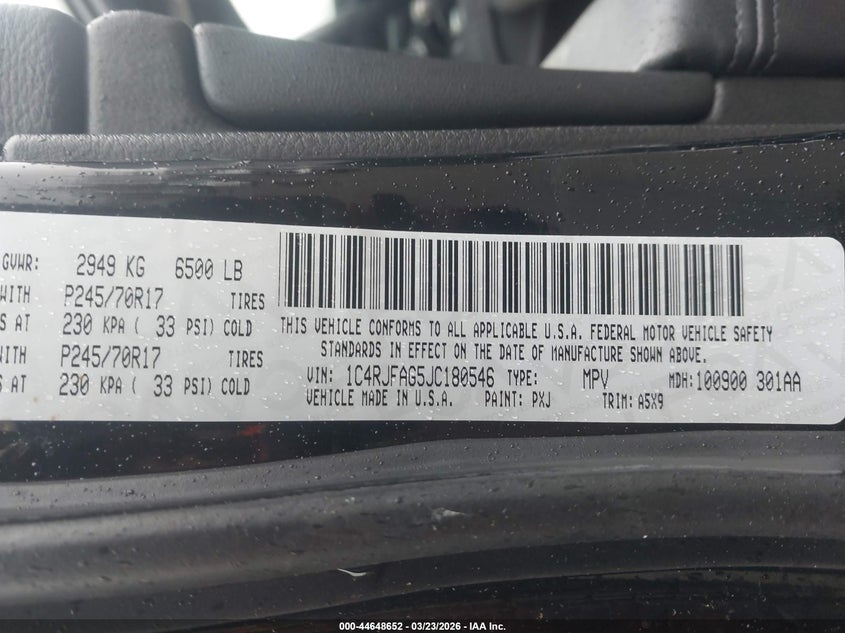 GVWR: 2949 KG 6500 LB
WITH P245/70R17 TIRES
S AT 230 KPA ( 33 PSI) COLD
WITH P245/70R17 TIRES
S AT 230 KPA ( 33 PSI) COLD
THIS VEHICLE CONFORMS TO ALL APPLICABLE U.S.A. FEDERAL MOTOR VEHICLE SAFETY
STANDARDS IN EFFECT ON THE DATE OF MANUFACTURE SHOWN ABOVE.
VIN: 1C4RJFAG5JC180546 TYPE: MPV MDH:100900 301AA
VEHICLE MADE IN U.S.A. PAINT: PXJ TRIM: A5X9
000-44648652 - 03/23/2026 - IAA Inc.